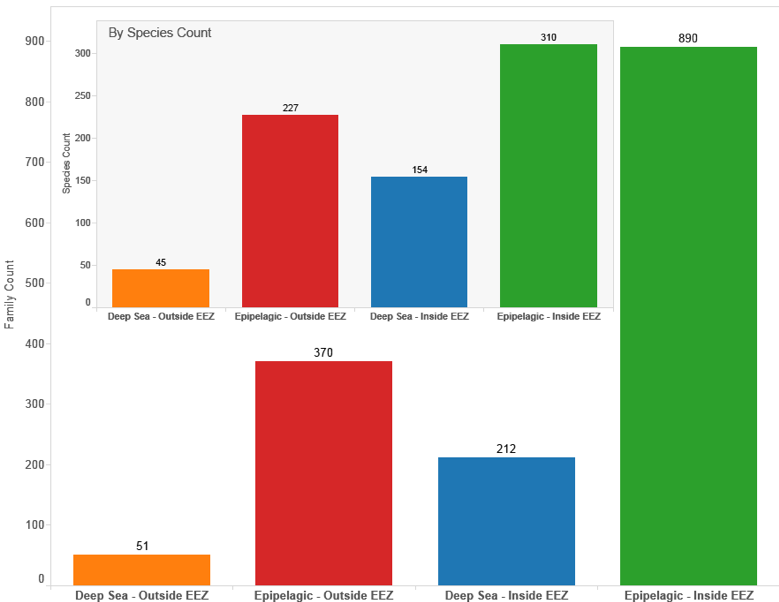 By Species Count
Species Count
300
250
200
150
100
50
0
45
227
154
310
Deep Sea - Outside EEZ
Epipelagic - Outside EEZ
Deep Sea - Inside EEZ
Epipelagic - Inside EEZ
Family Count
900
800
700
600
500
400
300
200
100
0
51
370
212
890
Deep Sea - Outside EEZ
Epipelagic - Outside EEZ
Deep Sea - Inside EEZ
Epipelagic - Inside EEZ